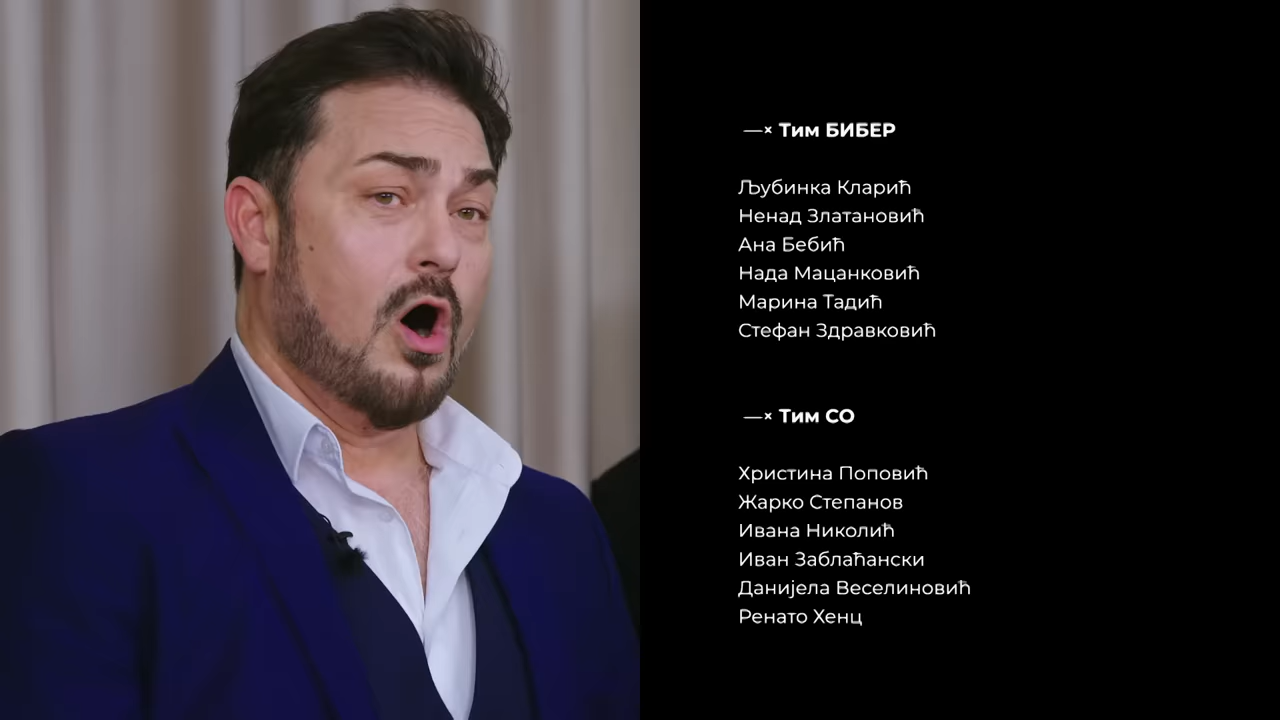 —× Тим БИБЕР
Љубинка Кларић
Ненад Златановић
Ана Бебић
Нада Мацанковић
Марина Тадић
Стефан Здравковић
—× Тим СО
Христина Поповић
Жарко Степанов
Ивана Николић
Иван Заблаћански
Данијела Веселиновић
Ренато Хенц